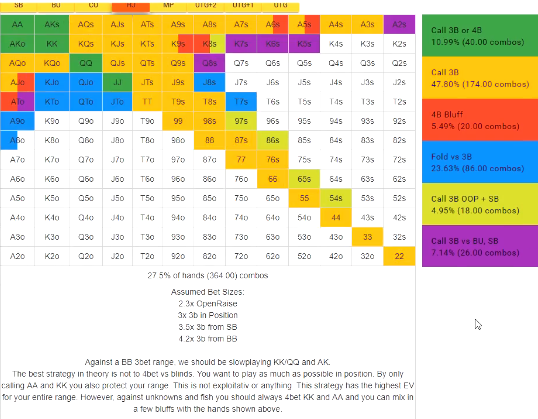 SB BU CO HJ MP UTG+2 UTG+1 UTG
AA AKs AQs AJs ATs A9s A8s A7s A6s A5s A4s A3s A2s
AKo KK KQs KJs KTs K9s K8s K7s K6s K5s K4s K3s K2s
AQo KQo QQ QJs QTs Q9s Q8s Q7s Q6s Q5s Q4s Q3s Q2s
AJo KJo QJo JJ JTs J9s J8s J7s J6s J5s J4s J3s J2s
ATo KTo QTo JTo TT T9s T8s T7s T6s T5s T4s T3s T2s
A9o K9o Q9o J9o T9o 99 98s 97s 96s 95s 94s 93s 92s
A8o K8o Q8o J8o T8o 98o 88 87s 86s 85s 84s 83s 82s
A7o K7o Q7o J7o T7o 97o 87o 77 76s 75s 74s 73s 72s
A6o K6o Q6o J6o T6o 96o 86o 76o 66 65s 64s 63s 62s
A5o K5o Q5o J5o T5o 95o 85o 75o 65o 55 54s 53s 52s
A4o K4o Q4o J4o T4o 94o 84o 74o 64o 54o 44 43s 42s
A3o K3o Q3o J3o T3o 93o 83o 73o 63o 53o 43o 33 32s
A2o K2o Q2o J2o T2o 92o 82o 72o 62o 52o 42o 32o 22
27.5% of hands (364.00) combos
Assumed Bet Sizes:
2.3x OpenRaise
3x 3b in Position
3.5x 3b from SB
4.2x 3b from BB
Against a BB 3bet range, we should be slowplaying KK/QQ and AK.
The best strategy in theory is not to 4bet vs blinds. You want to play as much as possible in position. By only
calling AA and KK you also protect your range. This is not exploitativ or anything. This strategy has the highest EV
for your entire range. However, against unknowns and fish you should always 4bet KK and AA and you can mix in
a few bluffs with the hands shown above.
Call 3B or 4B
10.99% (40.00 combos)
Call 3B
47.80% (174.00 combos)
4B Bluff
5.49% (20.00 combos)
Fold vs 3B
23.63% (86.00 combos)
Call 3B OOP + SB
4.95% (18.00 combos)
Call 3B vs BU, SB
7.14% (26.00 combos)